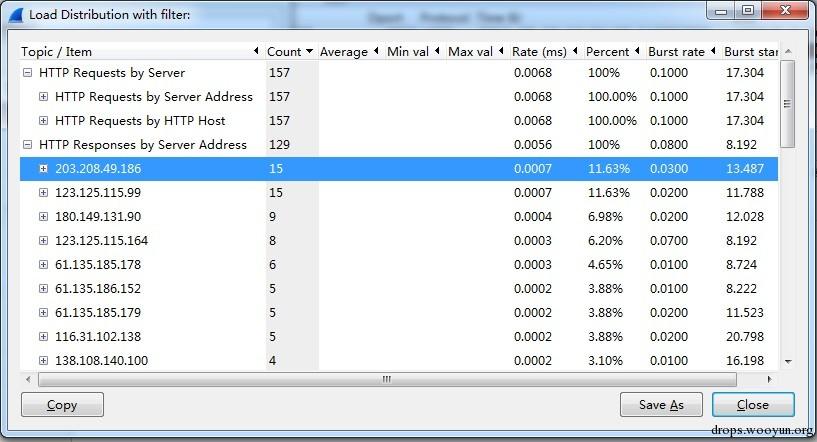 Load Distribution with filter:
Topic / Item Count Average Min val Max val Rate (ms) Percent Burst rate Burst star
HTTP Requests by Server 157 0.0068 100% 0.1000 17.304
HTTP Requests by Server Address 157 0.0068 100.00% 0.1000 17.304
HTTP Requests by HTTP Host 157 0.0068 100.00% 0.1000 17.304
HTTP Responses by Server Address 129 0.0056 100% 0.0800 8.192
203.208.49.186 15 0.0007 11.63% 0.0300 13.487
123.125.115.99 15 0.0007 11.63% 0.0200 11.788
180.149.131.90 9 0.0004 6.98% 0.0200 12.028
123.125.115.164 8 0.0003 6.20% 0.0700 8.192
61.135.185.178 6 0.0003 4.65% 0.0100 8.724
61.135.186.152 5 0.0002 3.88% 0.0100 8.222
61.135.185.179 5 0.0002 3.88% 0.0200 11.523
116.31.102.138 5 0.0002 3.88% 0.0200 20.798
138.108.140.100 4 0.0002 3.10% 0.0100 16.198
Copy Save As Close
drops.wooyun.org